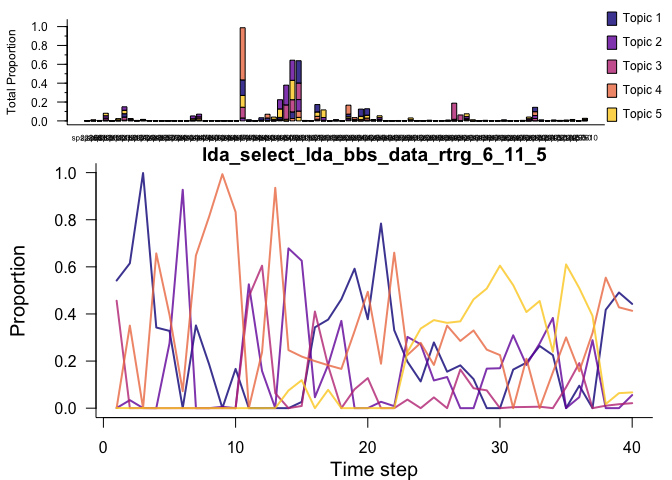 Total Proportion
1.0
0.8
0.6
0.4
0.2
0.0
Topic 1
Topic 2
Topic 3
Topic 4
Topic 5
lda_select_lda_bbs_data_rtrg_6_11_5
Proportion
1.0
0.8
0.6
0.4
0.2
0.0
0
10
20
30
40
Time step